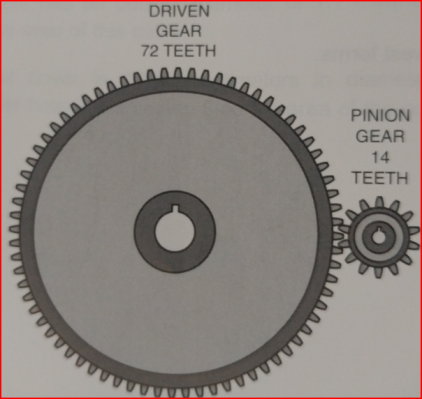 DRIVEN
GEAR
72 TEETH
PINION
GEAR
14
TEETH